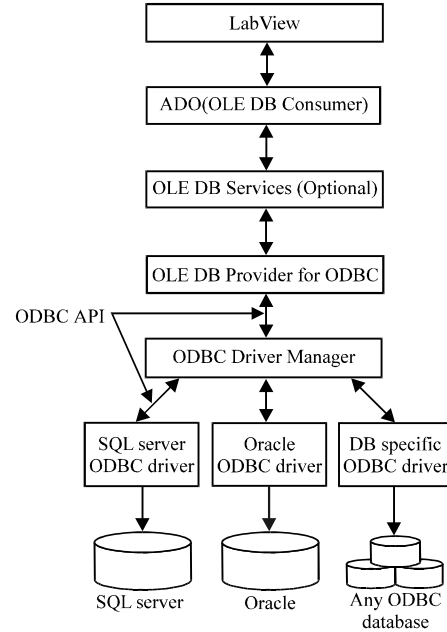 LabView
ADO(OLE DB Consumer)
OLE DB Services (Optional)
OLE DB Provider for ODBC
ODBC API
ODBC Driver Manager
SQL server
ODBC driver
Oracle
ODBC driver
DB specific
ODBC driver
SQL server
Oracle
Any ODBC
database